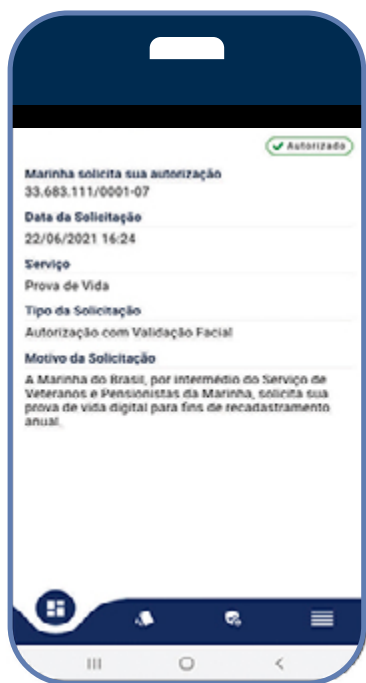 Autorizado
Marinha solicita sua autorização
33.683.111/0001-07
Data da Solicitação
22/06/2021 16:24
Serviço
Prova de Vida
Tipo da Solicitação
Autorização com Validação Facial
Motivo da Solicitação
A Marinha do Brasil, por intermédio do Serviço de
Veteranos e Pensionistas da Marinha, solicita sua
prova de vida digital para fins de recadastramento
anual.